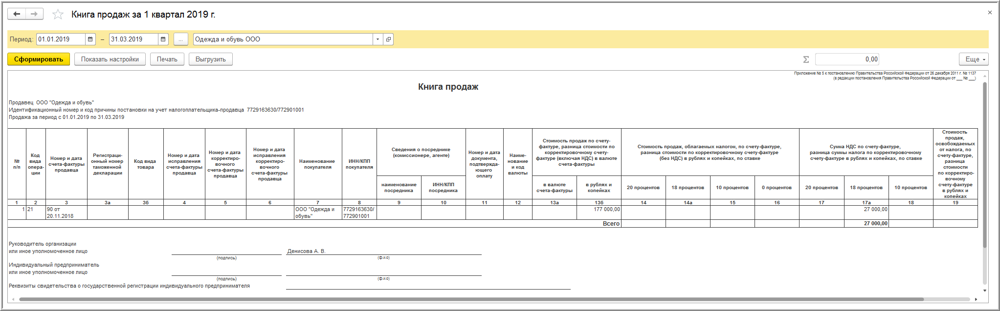 Книга продаж за 1 квартал 2019 г.
×
Период: 01.01.2019 – 31.03.2019 ... Одежда и обувь ООО
Сформировать Показать настройки Печать Выгрузить Σ 0,00 Еще
Приложение № 5 к постановлению Правительства Российской Федерации от 26 декабря 2011 г. № 1137
(в редакции постановления Правительства Российской Федерации от ___ № ___)
Книга продаж
Продавец ООО "Одежда и обувь"
Идентификационный номер и код причины постановки на учет налогоплательщика-продавца 7729163630/772901001
Продажа за период с 01.01.2019 по 31.03.2019
№
п/п
Код
вида
опера-
ции
Номер и дата
счета-фактуры
продавца
Регистраци-
онный номер
таможенной
декларации
Код вида
товара
Номер и дата
исправления
счета-фактуры
продавца
Номер и дата
корректиро-
вочного
счета-фактуры
продавца
Номер и дата
исправления
корректиро-
вочного
счета-фактуры
продавца
Наименование
покупателя
ИНН/КПП
покупателя
Сведения о посреднике
(комиссионере, агенте)
наименование
посредника
ИНН/КПП
посредника
Номер и дата
документа,
подтвержда-
ющего
оплату
Наиме-
нование
и код
валюты
Стоимость продаж по счету-
фактуре, разница стоимости по
корректировочному счету-
фактуре (включая НДС) в валюте
счета-фактуры
в валюте
счета-фактуры
в рублях и
копейках
Стоимость продаж, облагаемых налогом, по счету-фактуре,
разница стоимости по корректировочному счету-фактуре
(без НДС) в рублях и копейках, по ставке
20 процентов 18 процентов 10 процентов 0 процентов
Сумма НДС по счету-фактуре,
разница суммы налога по корректировочному
счету-фактуре в рублях и копейках, по ставке
20 процентов 18 процентов 10 процентов
Стоимость
продаж,
освобождаемых
от налога, по
счету-фактуре,
разница
стоимости
по корректиро-
вочному
счету-фактуре
в рублях и
копейках
1 2 3 3а 3б 4 5 6 7 8 9 10 11 12 13а 13б 14 14а 15 16 17 17а 18 19
1 21 90 от ООО "Одежда и 7729163630/ 177 000,00 27 000,00
20.11.2018 обувь" 772901001
Всего 27 000,00
Руководитель организации
или иное уполномоченное лицо Денисова А. В.
(подпись) (ф.и.о)
Индивидуальный предприниматель
или иное уполномоченное лицо
(подпись) (ф.и.о)
Реквизиты свидетельства о государственной регистрации индивидуального предпринимателя